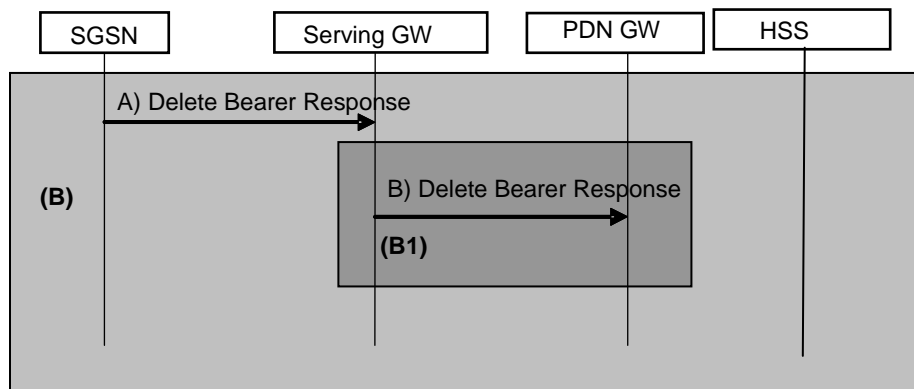 SGSN
Serving GW
PDN GW
HSS
A) Delete Bearer Response
(B)
B) Delete Bearer Response
(B1)